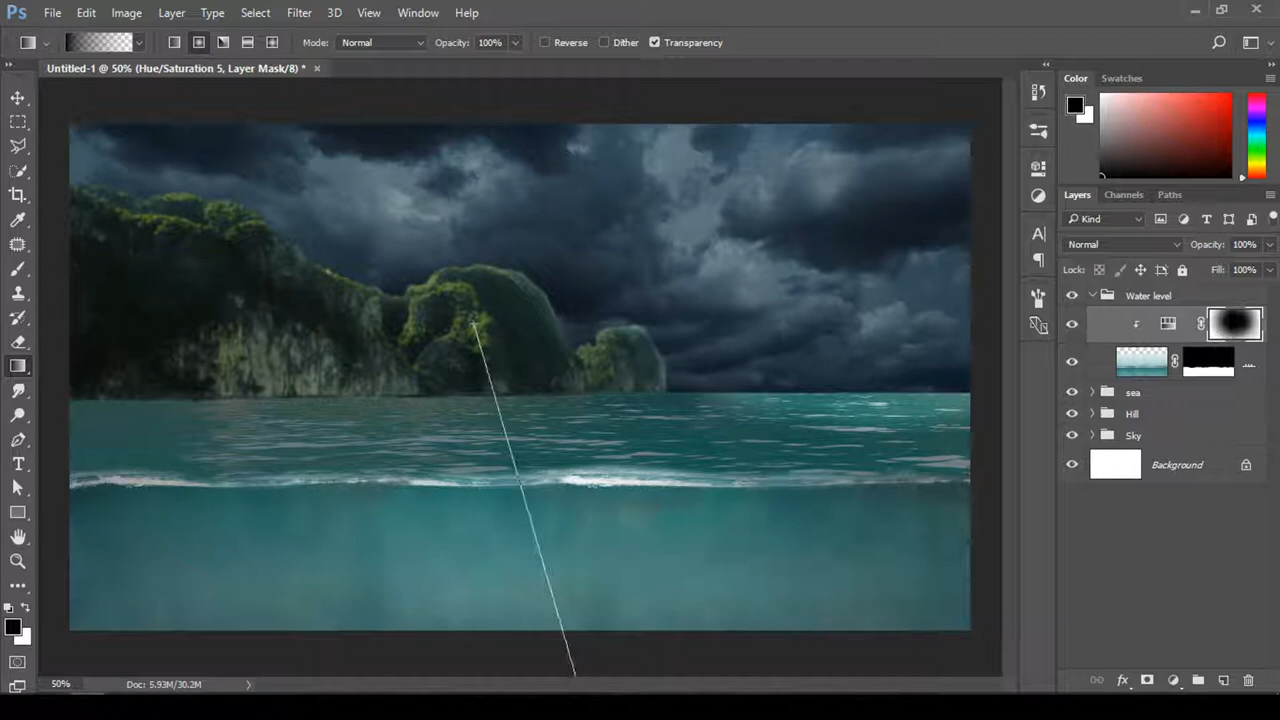 Ps File Edit Image Layer Type Select Filter 3D View Window Help
Mode: Normal Opacity: 100% Reverse Dither Transparency
Untitled-1 @ 50% (Hue/Saturation 5, Layer Mask/8) * ×
Color Swatches
Layers Channels Paths
Kind
Normal Opacity: 100%
Lock: Fill: 100%
Water level
sea
Hill
Sky
Background
50% Doc: 5.93M/30.2M